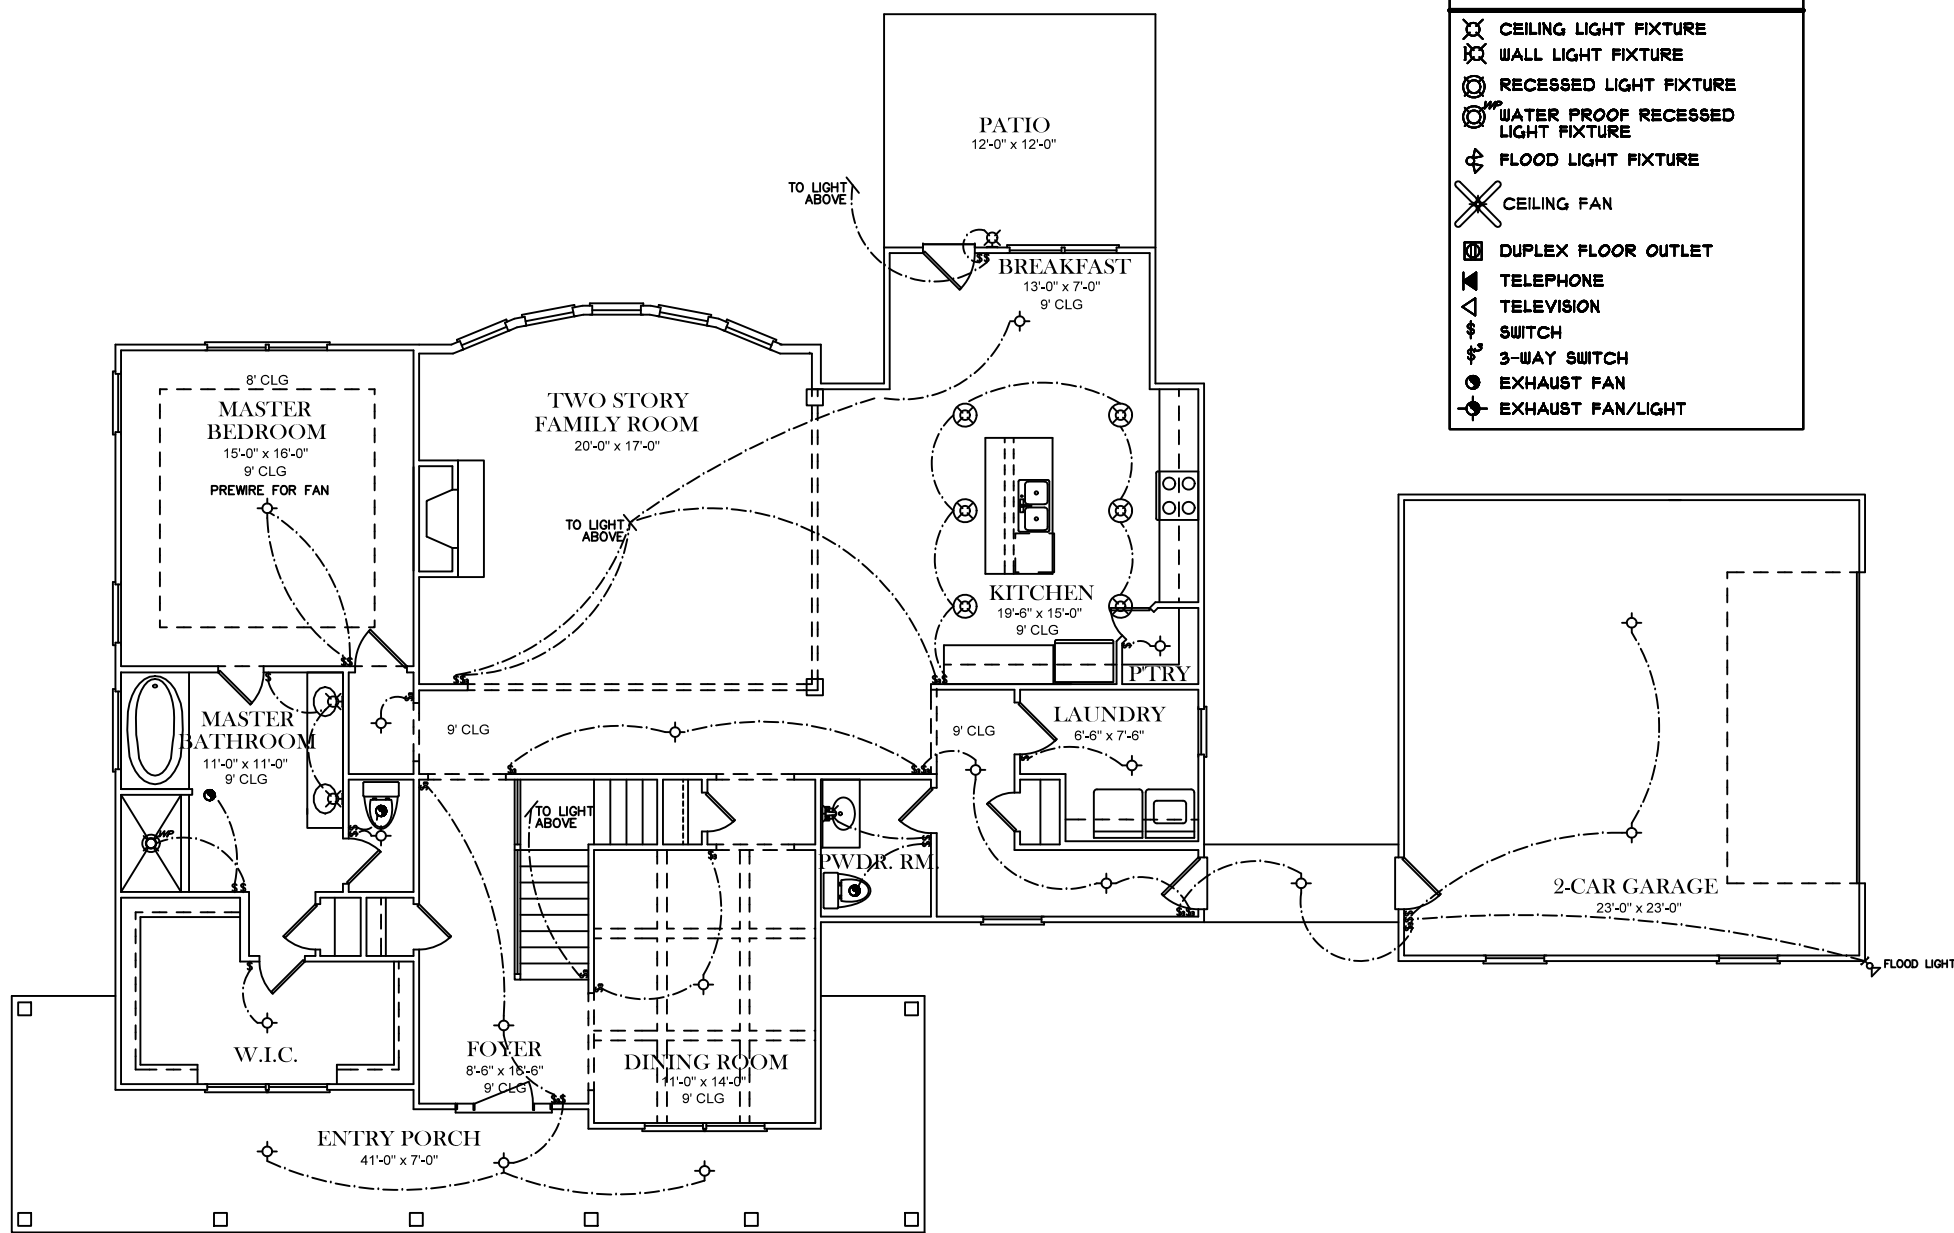 CEILING LIGHT FIXTURE
WALL LIGHT FIXTURE
RECESSED LIGHT FIXTURE
WP
WATER PROOF RECESSED
LIGHT FIXTURE
FLOOD LIGHT FIXTURE
CEILING FAN
DUPLEX FLOOR OUTLET
TELEPHONE
TELEVISION
$ SWITCH
$3 3-WAY SWITCH
EXHAUST FAN
EXHAUST FAN/LIGHT
PATIO
12'-0" x 12'-0"
TO LIGHT
ABOVE
BREAKFAST
13'-0" x 7'-0"
9' CLG
8' CLG
MASTER
BEDROOM
15'-0" x 16'-0"
9' CLG
PREWIRE FOR FAN
TWO STORY
FAMILY ROOM
20'-0" x 17'-0"
TO LIGHT
ABOVE
KITCHEN
19'-6" x 15'-0"
9' CLG
P'TRY
MASTER
BATHROOM
11'-0" x 11'-0"
9' CLG
WP
9' CLG
9' CLG
LAUNDRY
6'-6" x 7'-6"
TO LIGHT
ABOVE
PWDR. RM.
2-CAR GARAGE
23'-0" x 23'-0"
FLOOD LIGHT
W.I.C.
FOYER
8'-6" x 16'-6"
9' CLG
DINING ROOM
11'-0" x 14'-0"
9' CLG
ENTRY PORCH
41'-0" x 7'-0"